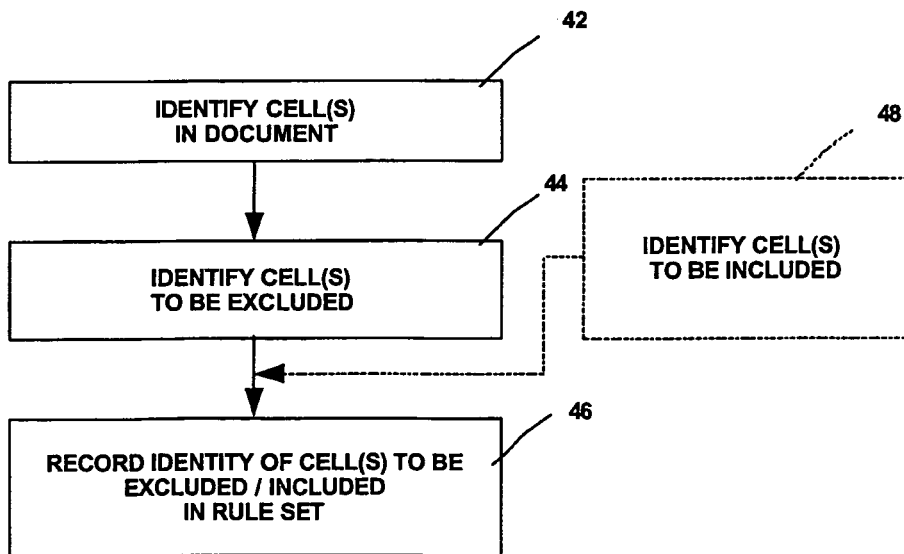 42
IDENTIFY CELL(S)
IN DOCUMENT
48
44
IDENTIFY CELL(S)
TO BE EXCLUDED
IDENTIFY CELL(S)
TO BE INCLUDED
46
RECORD IDENTITY OF CELL(S) TO BE
EXCLUDED / INCLUDED
IN RULE SET